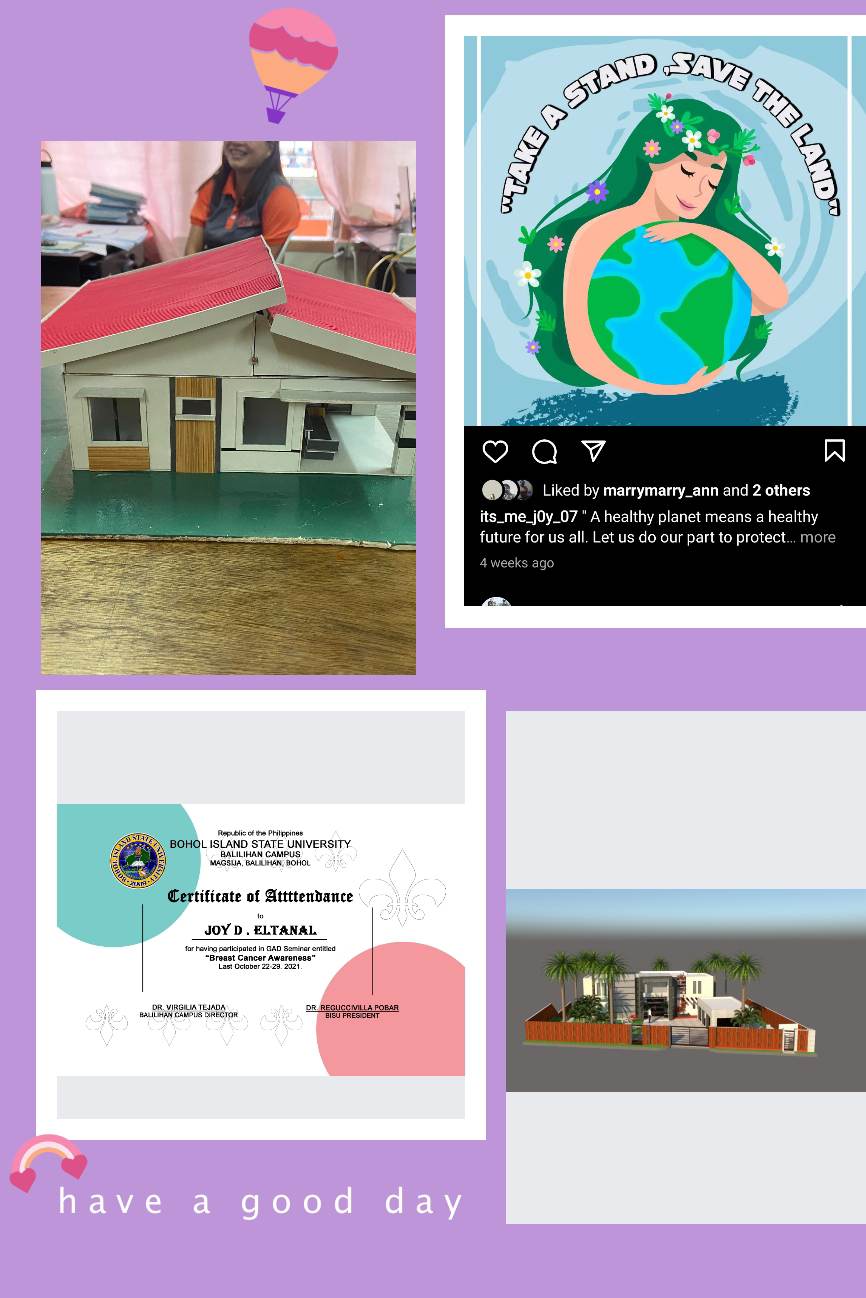 "TAKE A STAND ,SAVE THE LAND"
Liked by marrymarry_ann and 2 others
its_me_j0y_07 " A healthy planet means a healthy
future for us all. Let us do our part to protect... more
4 weeks ago
Republic of the Philippines
BOHOL ISLAND STATE UNIVERSITY
BALILIHAN CAMPUS
MAGSIJA, BALILIHAN, BOHOL
Certificate of Attttendance
to
JOY D . ELTANAL
for having participated in GAD Seminar entitled
"Breast Cancer Awareness"
Last October 22-29. 2021.
DR. VIRGILIA TEJADA
BALILIHAN CAMPUS DIRECTOR
DR. REGUCCIVILLA POBAR
BISU PRESIDENT
have a good day